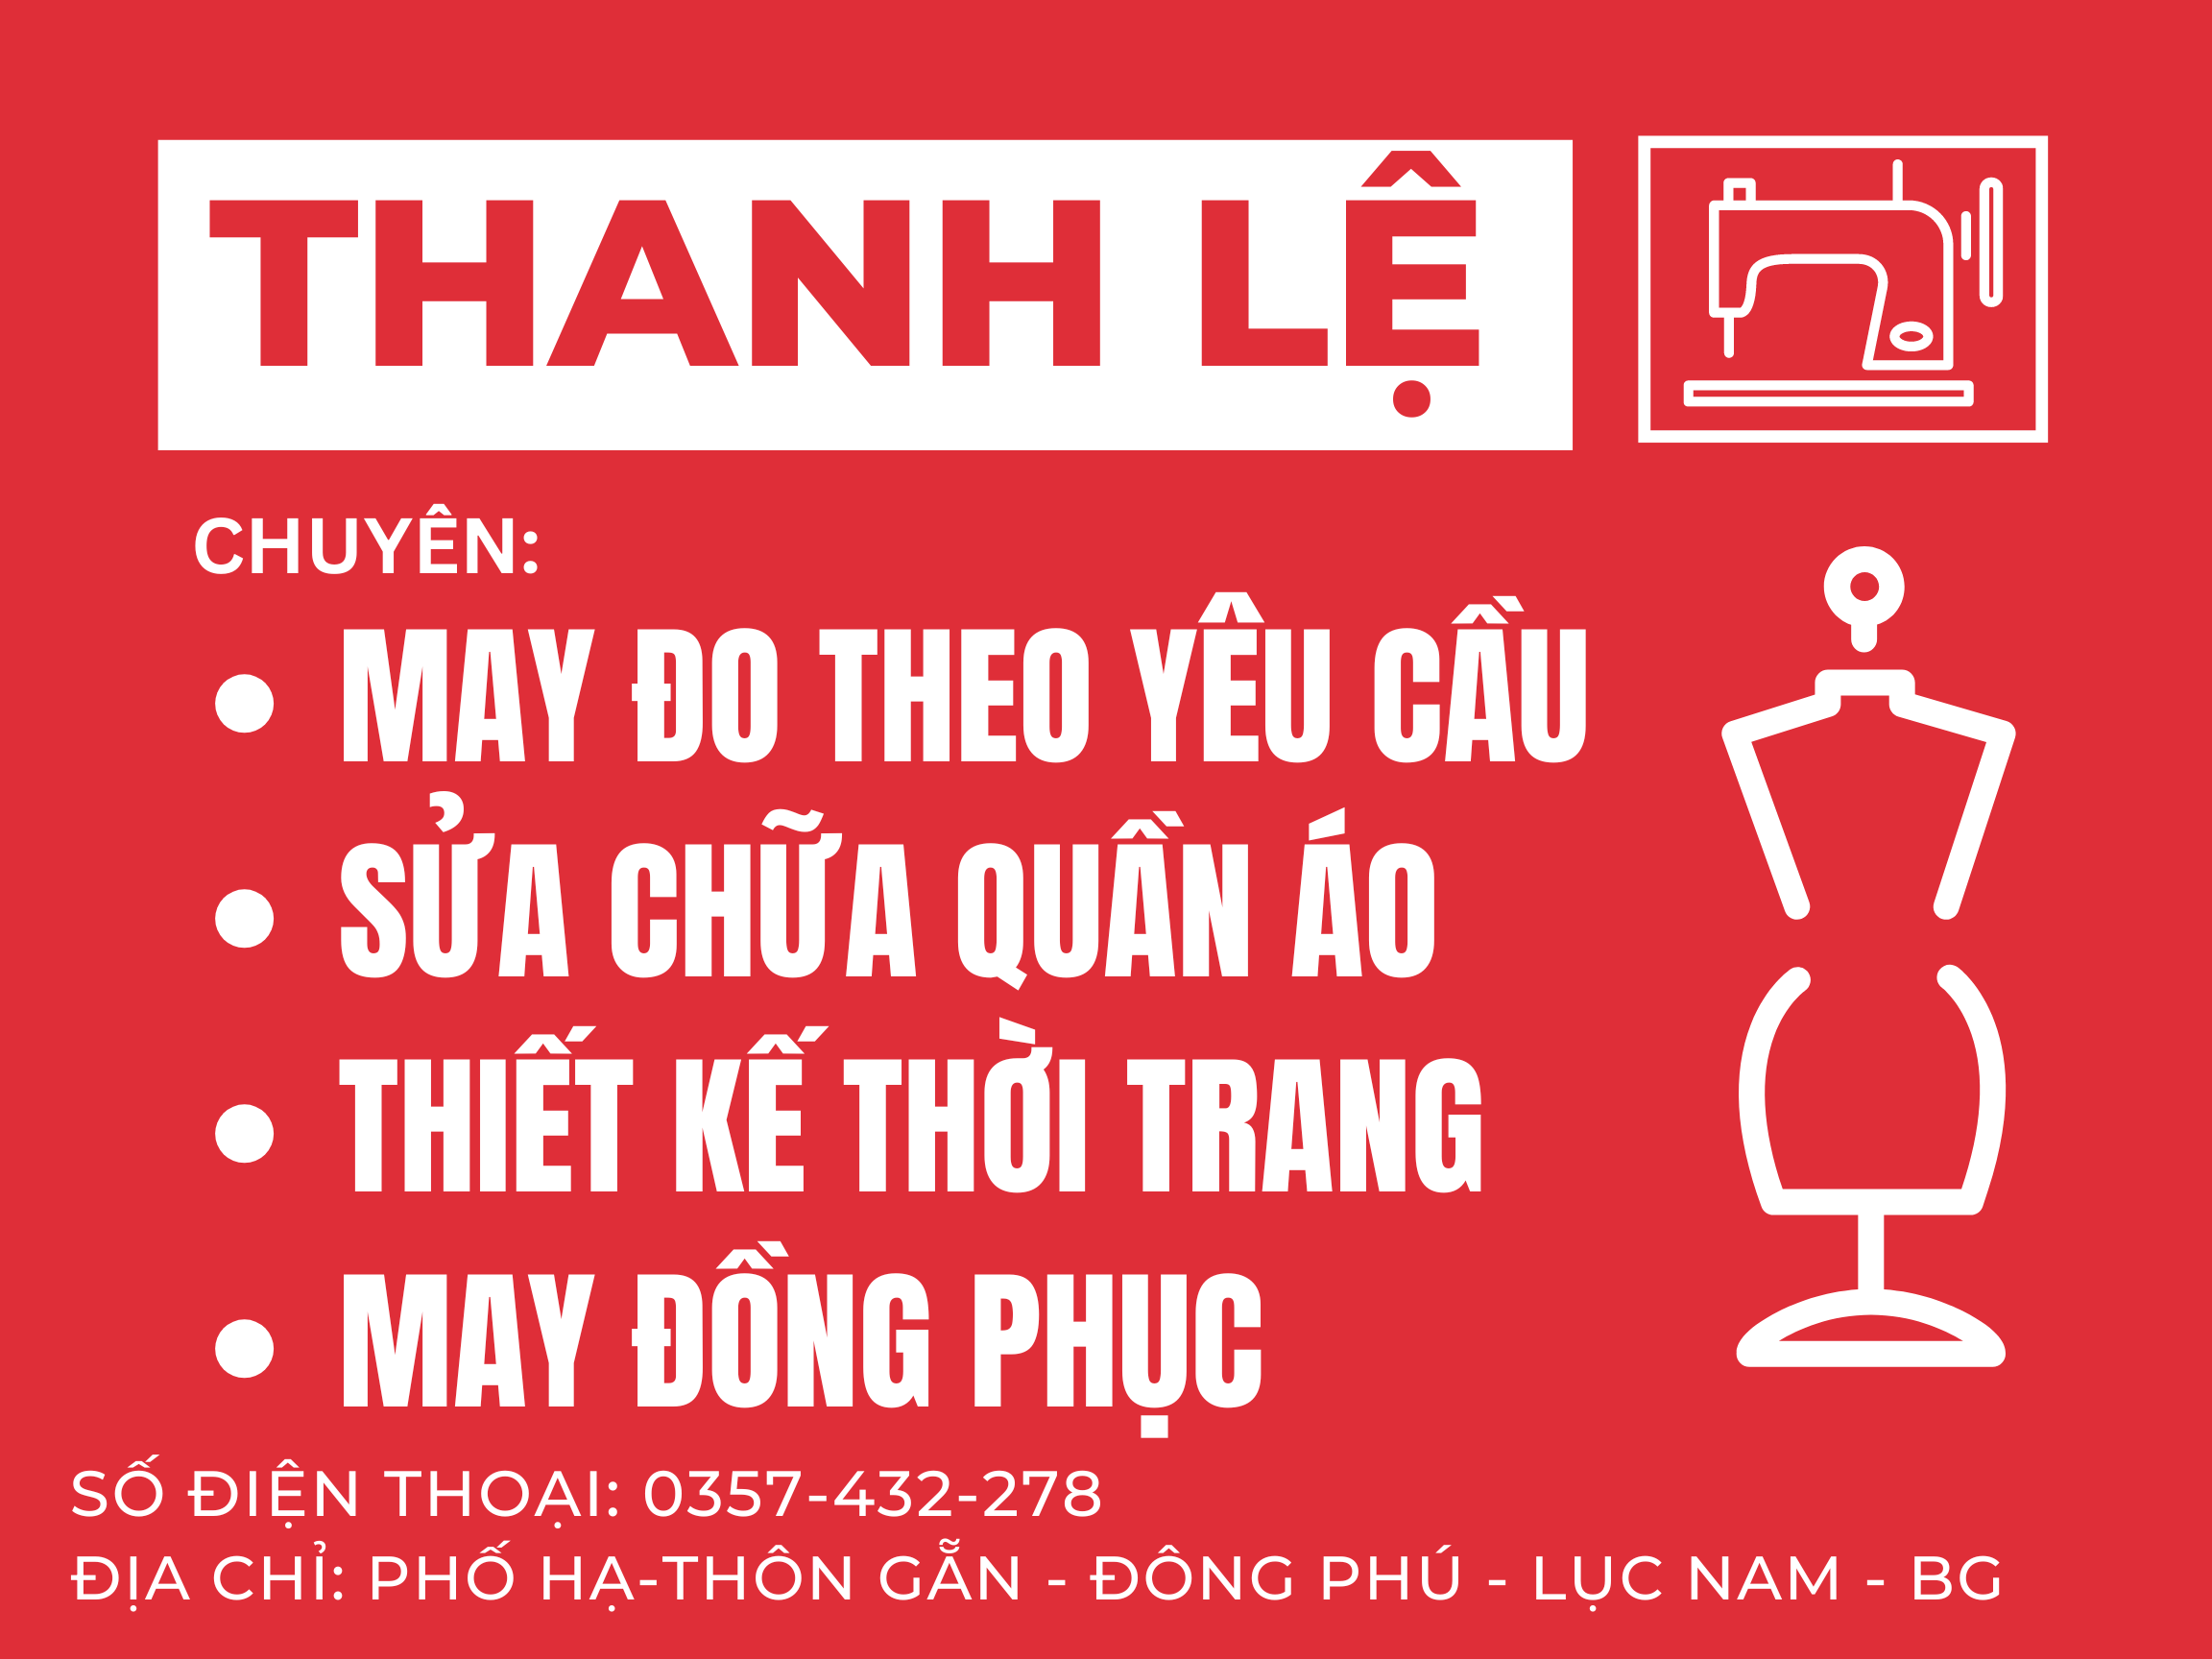 THANH LỆ
CHUYÊN:
• MAY ĐO THEO YÊU CẦU
• SỬA CHỮA QUẦN ÁO
• THIẾT KẾ THỜI TRANG
• MAY ĐỒNG PHỤC
SỐ ĐIỆN THOẠI: 0357-432-278
ĐỊA CHỈ: PHỐ HẠ-THÔN GẴN - ĐÔNG PHÚ - LỤC NAM - BG